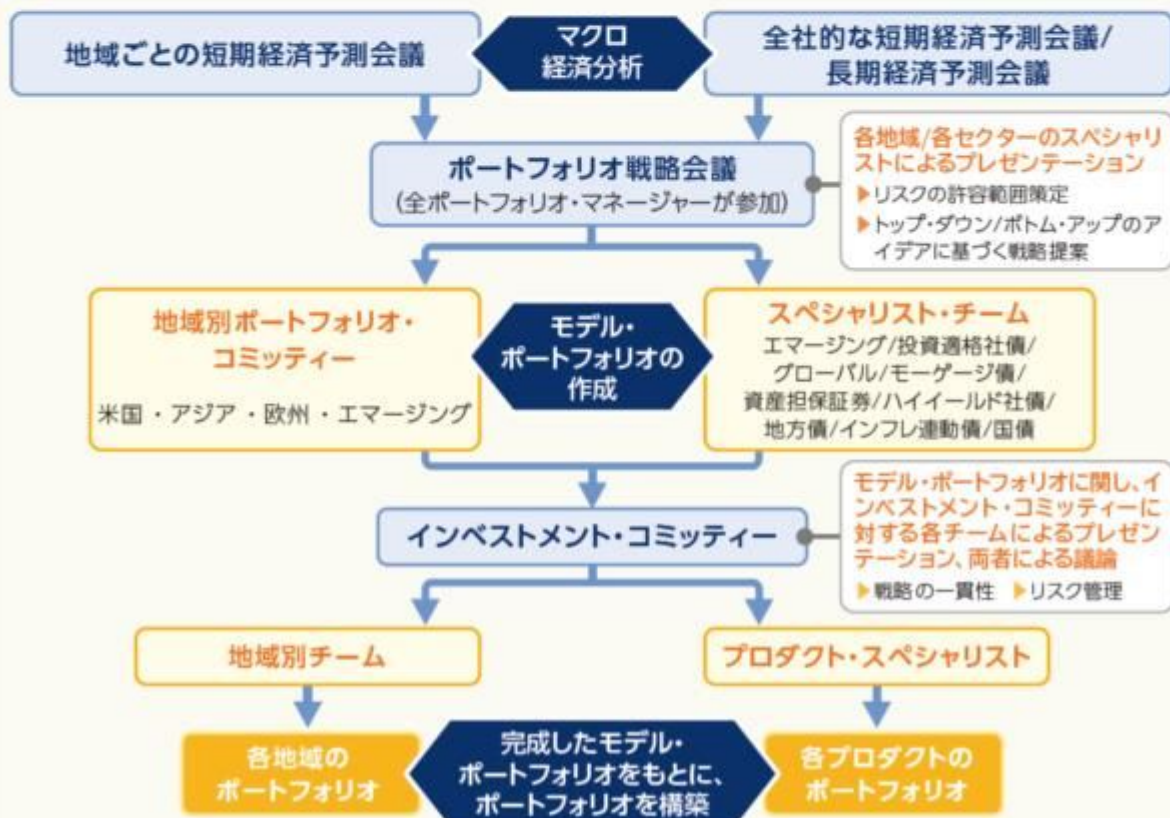 地域ごとの短期経済予測会議
マクロ
経済分析
全社的な短期経済予測会議/
長期経済予測会議
ポートフォリオ戦略会議
(全ポートフォリオ・マネージャーが参加)
各地域/各セクターのスペシャリ
ストによるプレゼンテーション
▶リスクの許容範囲策定
▶トップ・ダウン/ボトム・アップのア
イデアに基づく戦略提案
地域別ポートフォリオ・
コミッティー
米国・アジア・欧州・エマージング
モデル・
ポートフォリオの
作成
スペシャリスト・チーム
エマージング/投資適格社債/
グローバル/モーゲージ債/
資産担保証券/ハイイールド社債/
地方債/インフレ連動債/国債
インベストメント・コミッティー
モデル・ポートフォリオに関し、イ
ンベストメント・コミッティーに
対する各チームによるプレゼン
テーション、両者による議論
▶戦略の一貫性 ▶リスク管理
地域別チーム
プロダクト・スペシャリスト
各地域の
ポートフォリオ
完成したモデル・
ポートフォリオをもとに、
ポートフォリオを構築
各プロダクトの
ポートフォリオ